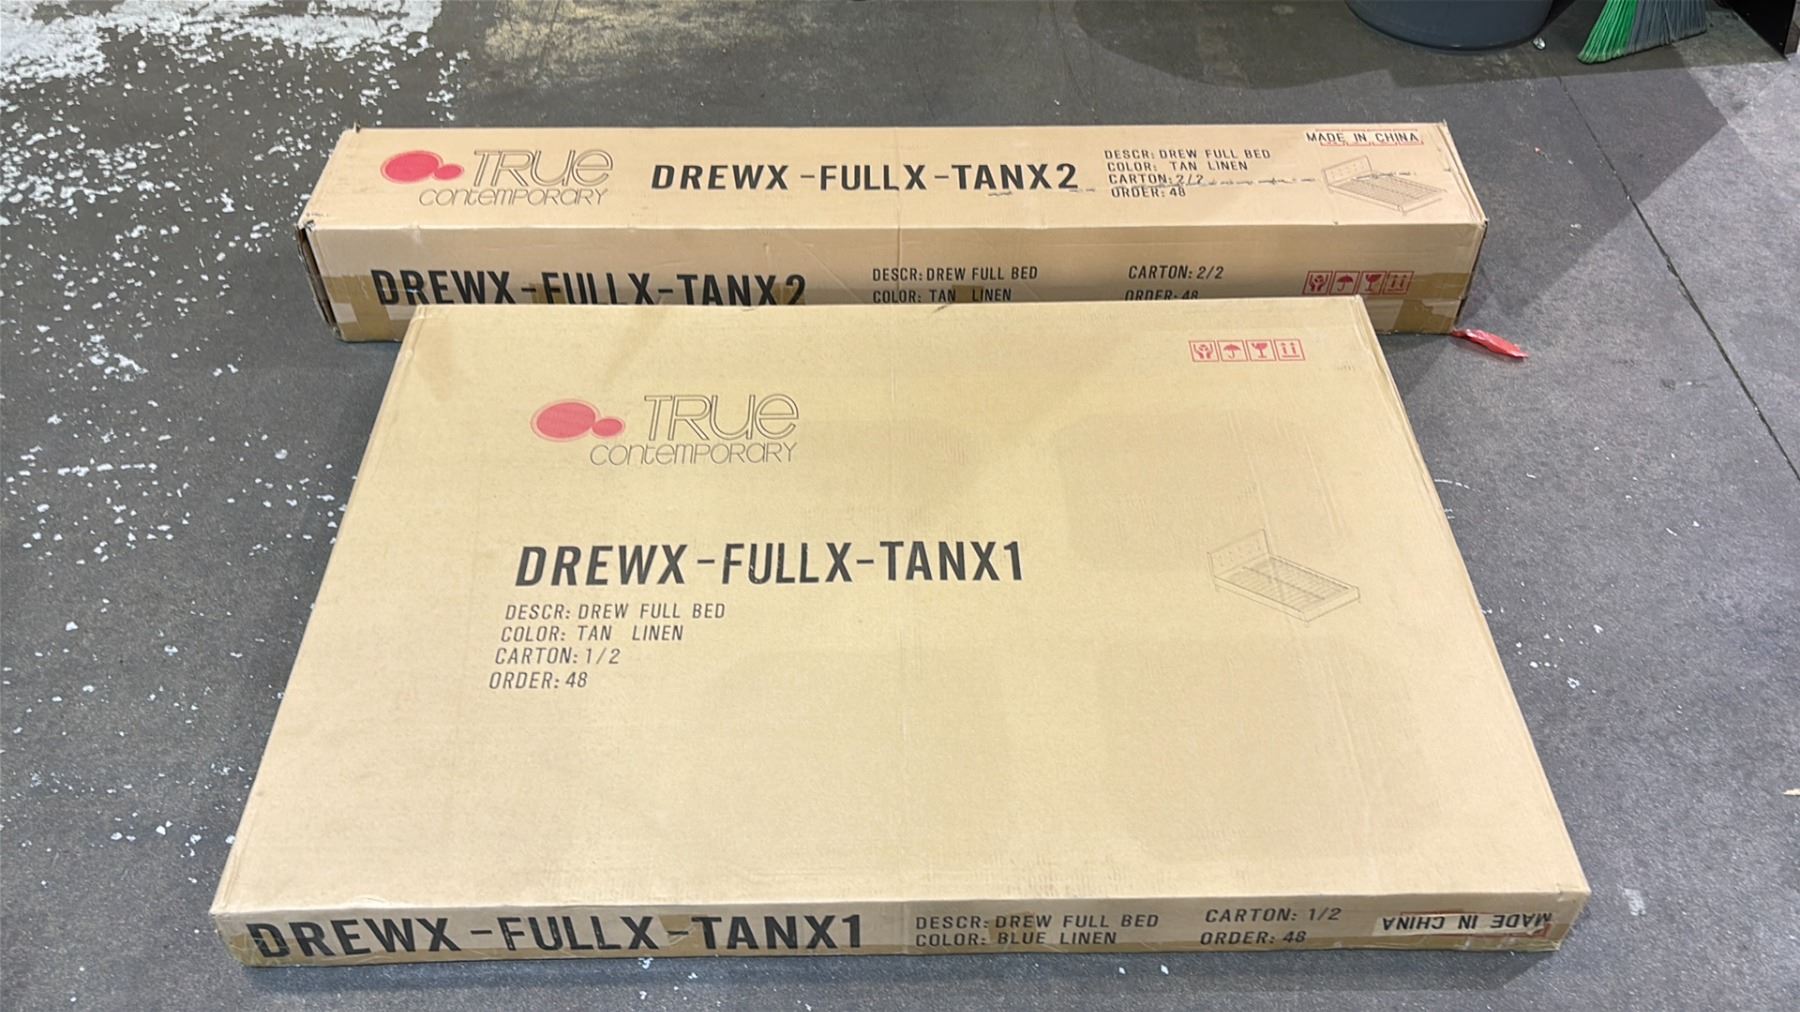 TRUE
CONTEMPORARY
DREWX-FULLX-TANX2
DESCR: DREW FULL BED
COLOR: TAN LINEN
CARTON: 2/2
ORDER: 48
MADE IN CHINA
DREWX-FULLX-TANX2
DESCR: DREW FULL BED
COLOR: TAN LINEN
CARTON: 2/2
ORDER: 48
TRUE
CONTEMPORARY
DREWX-FULLX-TANX1
DESCR: DREW FULL BED
COLOR: TAN LINEN
CARTON: 1/2
ORDER: 48
DREWX-FULLX-TANX1
DESCR: DREW FULL BED
COLOR: BLUE LINEN
CARTON: 1/2
ORDER: 48
MADE IN CHINA